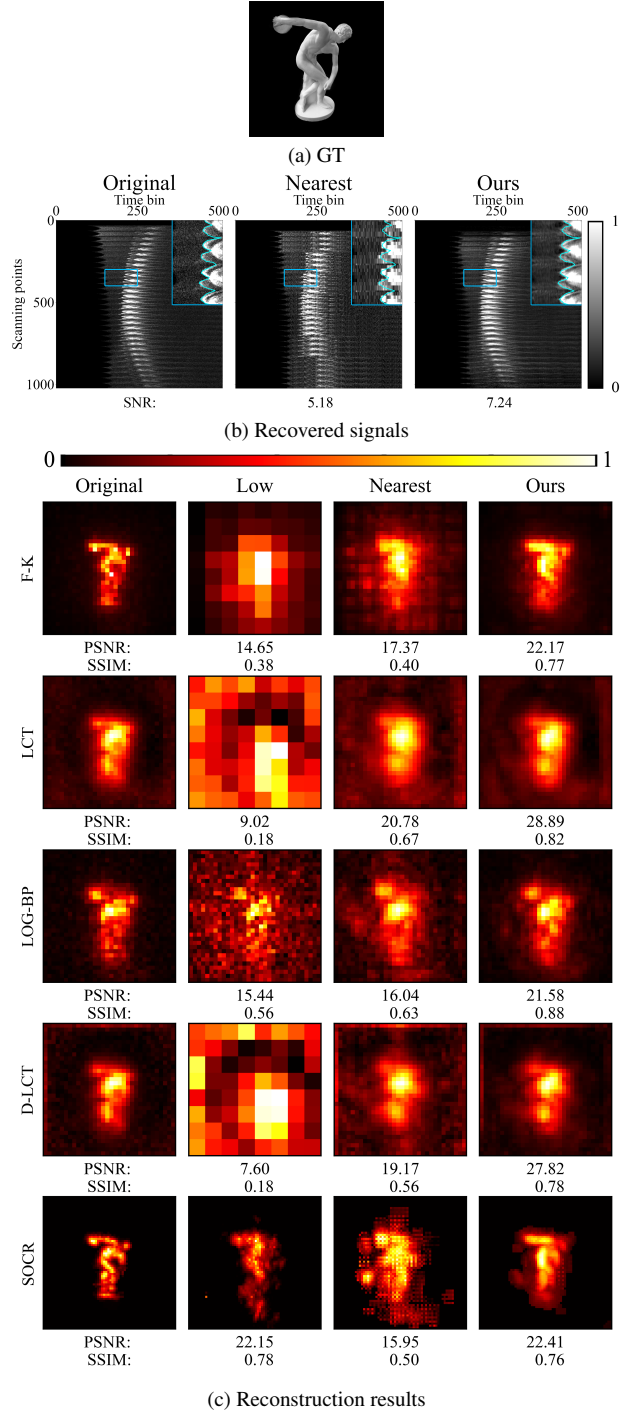 (a) GT
Original Nearest Ours
Time bin Time bin Time bin
0 250 500 0 250 500 0 250 500
0
500
1000
Scanning points
1
0
SNR: 5.18 7.24
(b) Recovered signals
0 1
Original Low Nearest Ours
F-K
PSNR: 14.65 17.37 22.17
SSIM: 0.38 0.40 0.77
LCT
PSNR: 9.02 20.78 28.89
SSIM: 0.18 0.67 0.82
LOG-BP
PSNR: 15.44 16.04 21.58
SSIM: 0.56 0.63 0.88
D-LCT
PSNR: 7.60 19.17 27.82
SSIM: 0.18 0.56 0.78
SOCR
PSNR: 22.15 15.95 22.41
SSIM: 0.78 0.50 0.76
(c) Reconstruction results